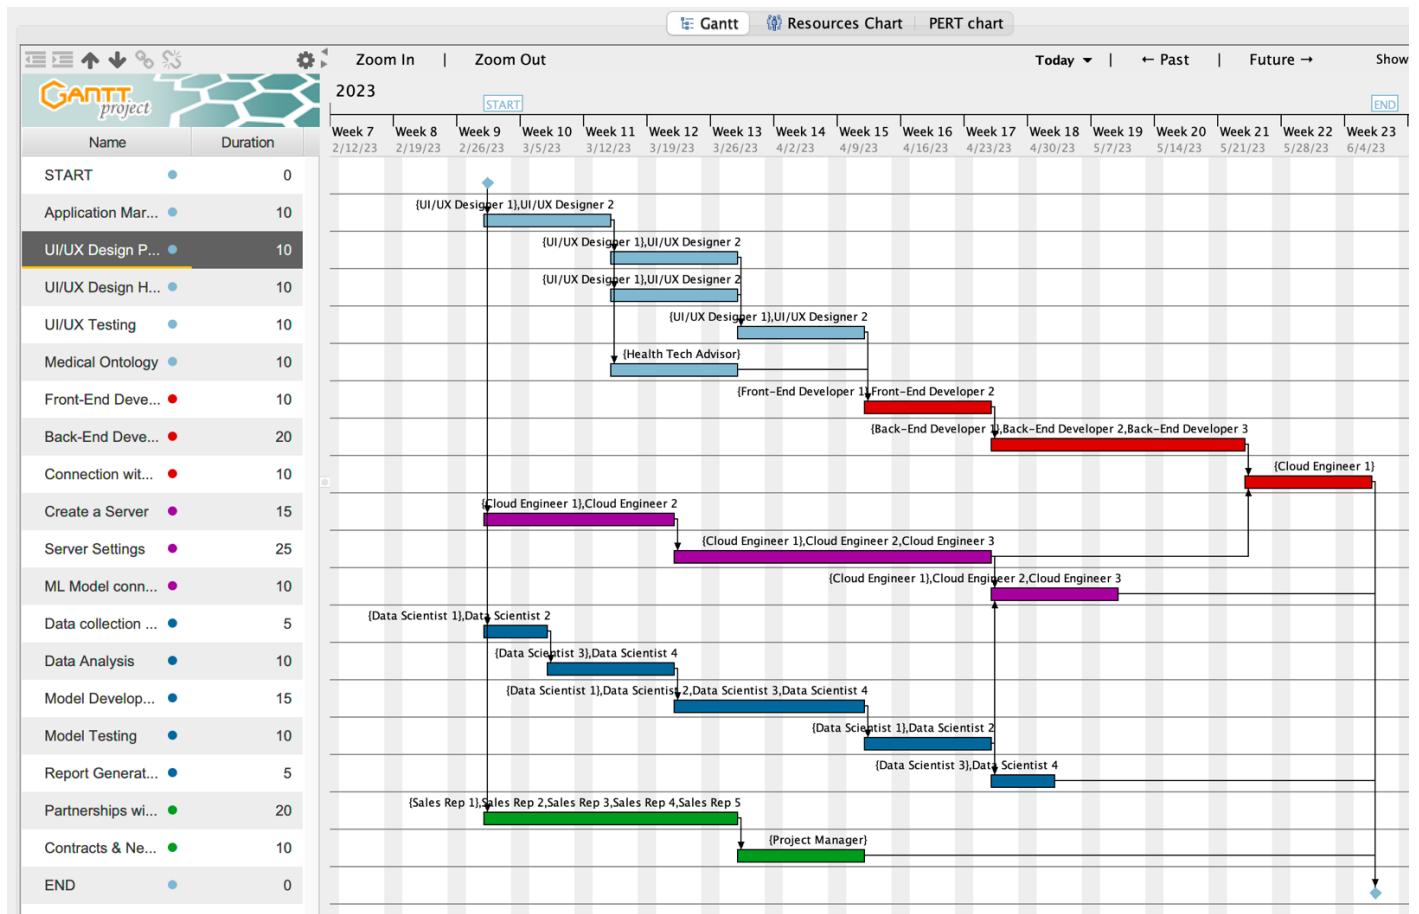 Gantt Resources Chart PERT chart
Zoom In | Zoom Out Today | ← Past | Future → Show
GANTT project
2023
START END
Name Duration
Week 7 Week 8 Week 9 Week 10 Week 11 Week 12 Week 13 Week 14 Week 15 Week 16 Week 17 Week 18 Week 19 Week 20 Week 21 Week 22 Week 23
2/12/23 2/19/23 2/26/23 3/5/23 3/12/23 3/19/23 3/26/23 4/2/23 4/9/23 4/16/23 4/23/23 4/30/23 5/7/23 5/14/23 5/21/23 5/28/23 6/4/23
START 0
Application Mar... 10 {UI/UX Designer 1},UI/UX Designer 2
UI/UX Design P... 10 {UI/UX Designer 1},UI/UX Designer 2
UI/UX Design H... 10 {UI/UX Designer 1},UI/UX Designer 2
UI/UX Testing 10 {UI/UX Designer 1},UI/UX Designer 2
Medical Ontology 10 {Health Tech Advisor}
Front-End Deve... 10 {Front-End Developer 1},Front-End Developer 2
Back-End Deve... 20 {Back-End Developer 1},Back-End Developer 2,Back-End Developer 3
Connection wit... 10 {Cloud Engineer 1}
Create a Server 15 {Cloud Engineer 1},Cloud Engineer 2
Server Settings 25 {Cloud Engineer 1},Cloud Engineer 2,Cloud Engineer 3
ML Model conn... 10 {Cloud Engineer 1},Cloud Engineer 2,Cloud Engineer 3
Data collection ... 5 {Data Scientist 1},Data Scientist 2
Data Analysis 10 {Data Scientist 3},Data Scientist 4
Model Develop... 15 {Data Scientist 1},Data Scientist 2,Data Scientist 3,Data Scientist 4
Model Testing 10 {Data Scientist 1},Data Scientist 2
Report Generat... 5 {Data Scientist 3},Data Scientist 4
Partnerships wi... 20 {Sales Rep 1},Sales Rep 2,Sales Rep 3,Sales Rep 4,Sales Rep 5
Contracts & Ne... 10 {Project Manager}
END 0